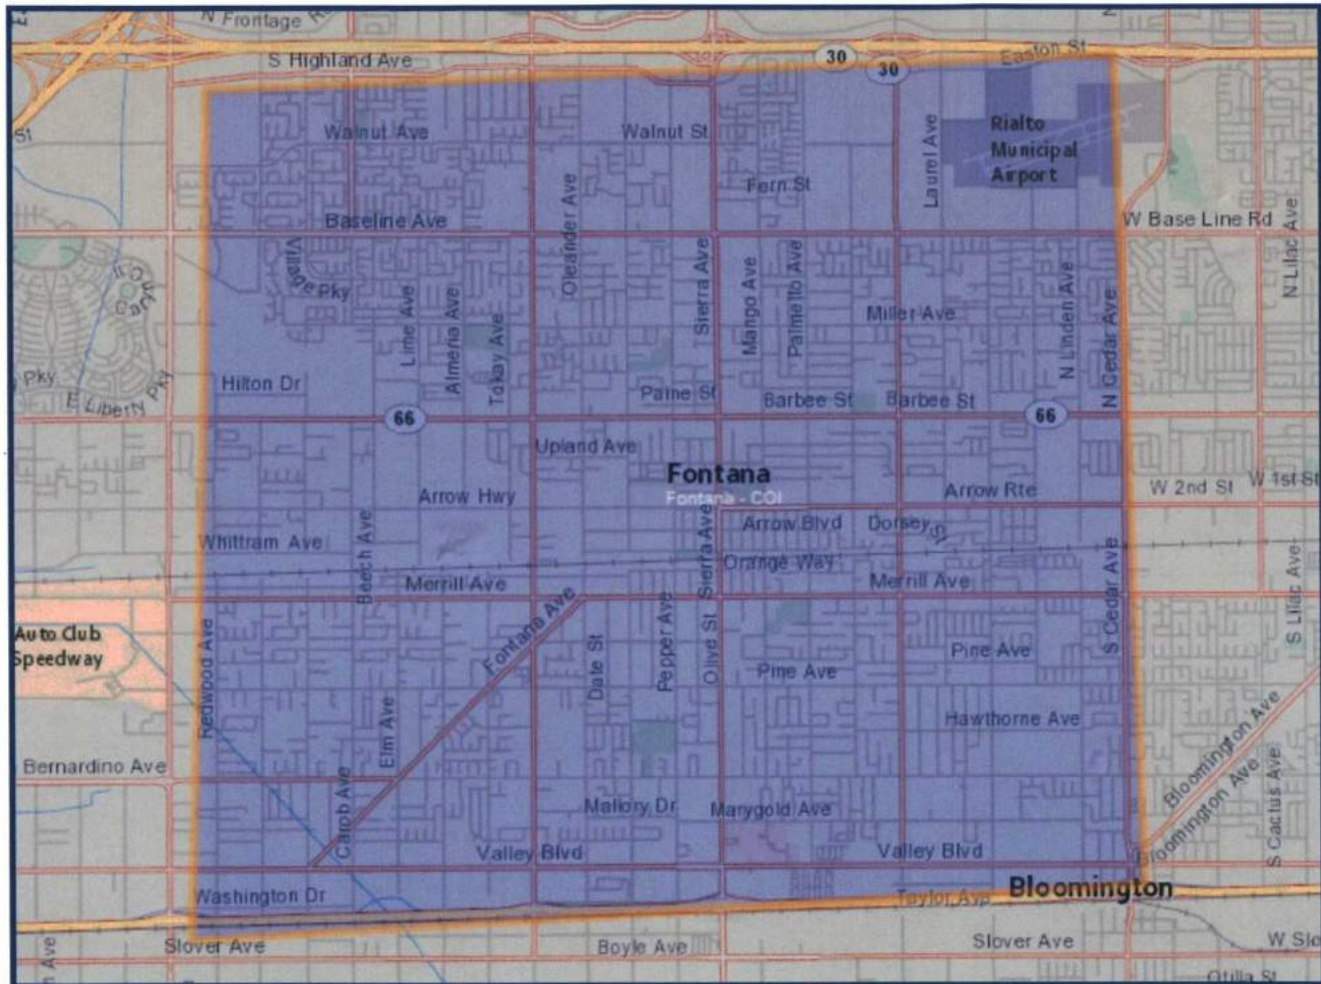 N Frontage
S Highland Ave
30
30
Easton St
St
Walnut Ave
Walnut St
Laurel Ave
Rialto
Municipal
Airport
Fern St
Oleander Ave
Baseline Ave
W Base Line Rd
N Lilac Ave
Village Pky
Sierra Ave
Mango Ave
Palmetto Ave
Lime Ave
Almeria Ave
Tokay Ave
Miller Ave
N Linden Ave
N Cedar Ave
Pky
E Liberty Pky
Hilton Dr
Paine St
Barbee St
Barbee St
66
66
Upland Ave
Fontana
Fontana - COI
Arrow Hwy
Arrow Rte
W 2nd St
W 1st St
Arrow Blvd
Dorsey
Whittram Ave
Beech Ave
Sierra Ave
Orange Way
Merrill Ave
Merrill Ave
S Cedar Ave
S Lilac Ave
Auto Club
Speedway
Redwood Ave
Fontana Ave
Date St
Pepper Ave
Olive St
Pine Ave
Pine Ave
Elm Ave
Hawthorne Ave
Bernardino Ave
Bloomington Ave
Bloomington Ave
S Cactus Ave
Carob Ave
Mallory Dr
Marygold Ave
Valley Blvd
Valley Blvd
Washington Dr
Taylor Ave
Bloomington
Slover Ave
Boyle Ave
Slover Ave
W Slo
Ave
Otilla St